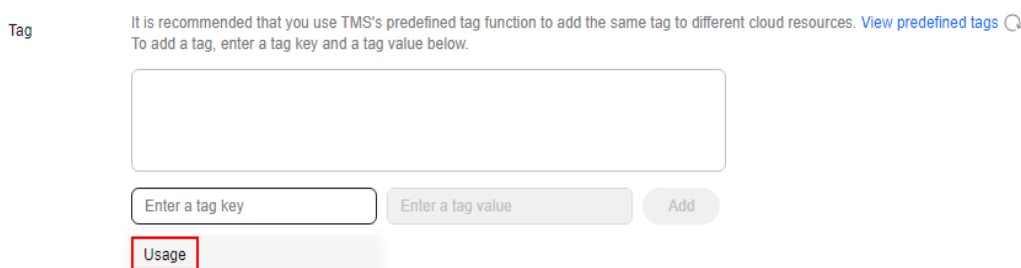 Tag
It is recommended that you use TMS's predefined tag function to add the same tag to different cloud resources. View predefined tags
To add a tag, enter a tag key and a tag value below.
Enter a tag key
Enter a tag value
Add
Usage